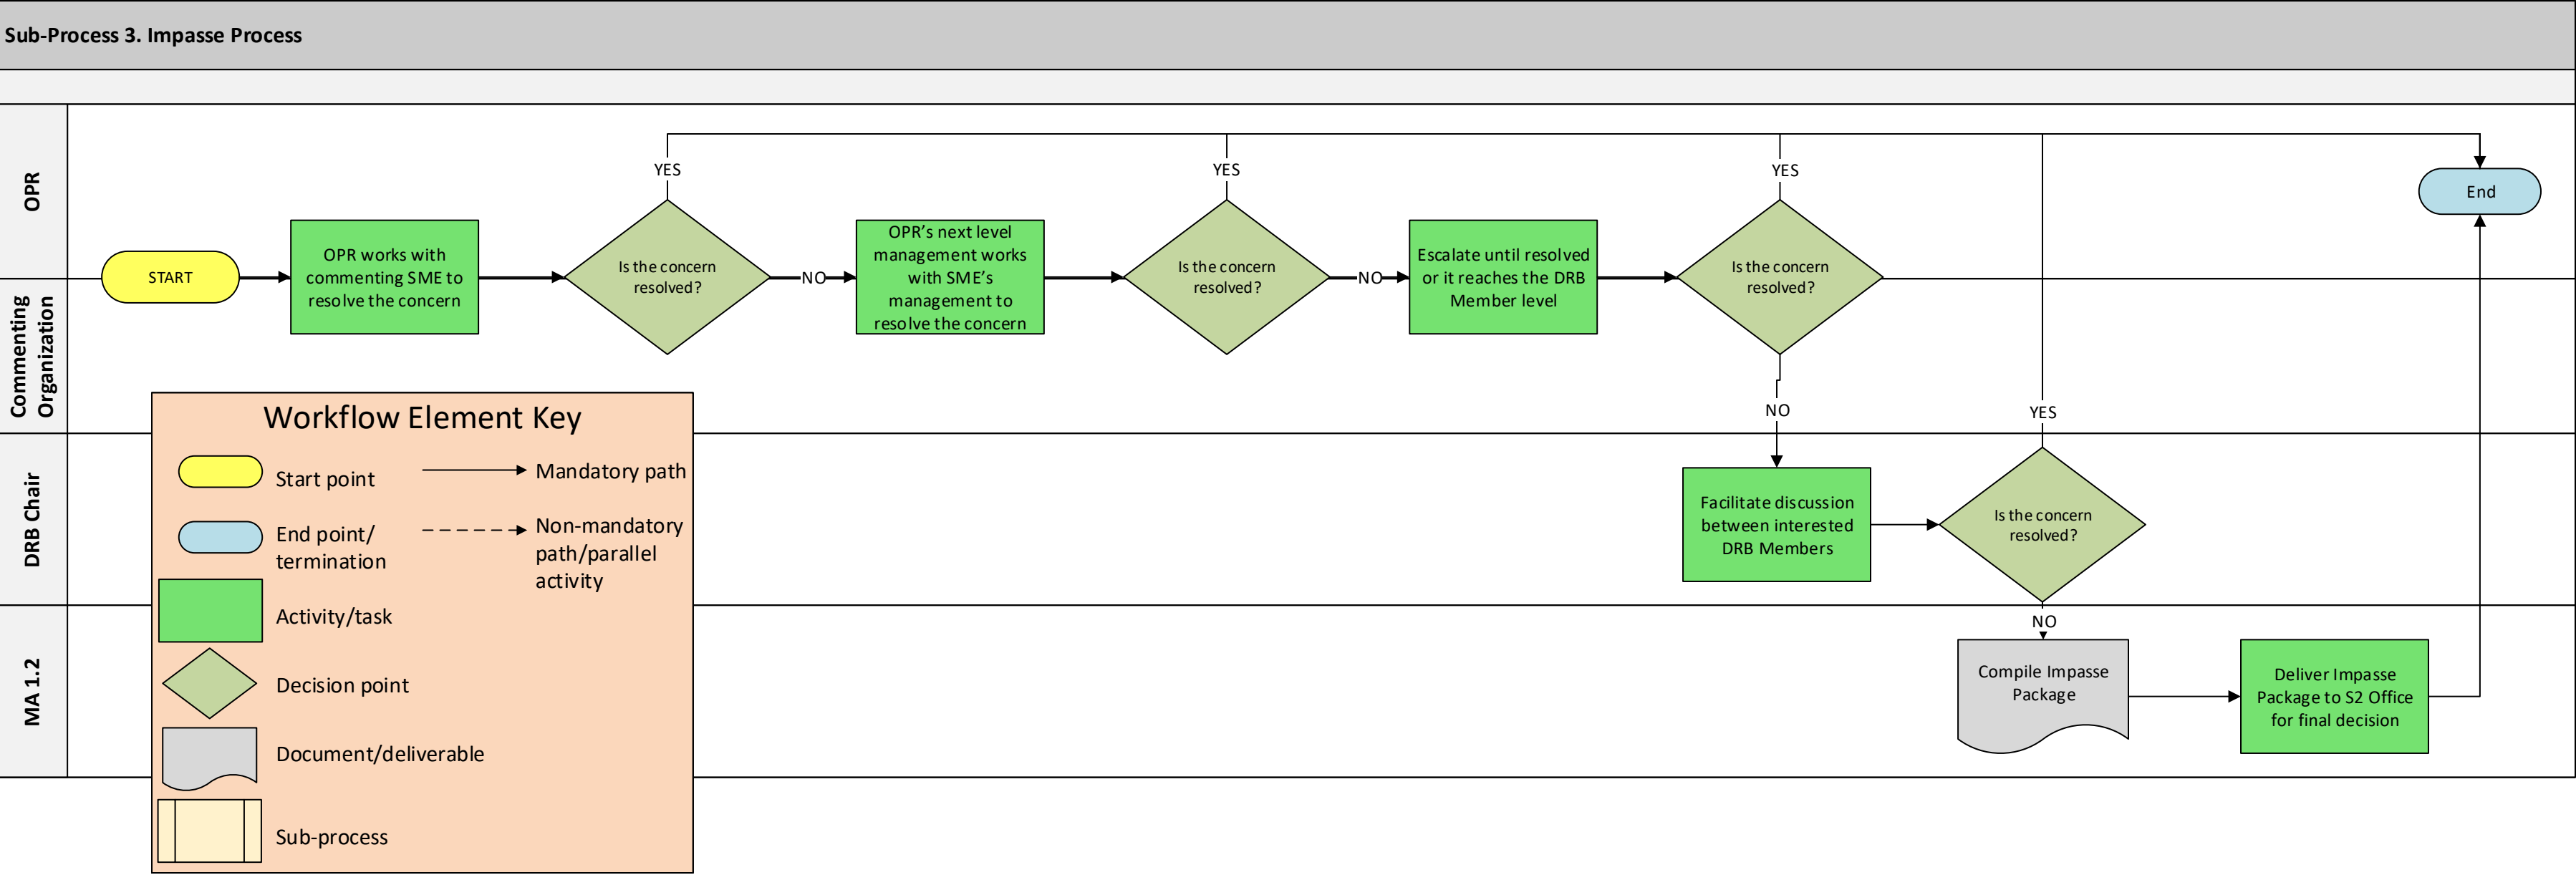 Sub-Process 3. Impasse Process
OPR
Commenting
Organization
DRB Chair
MA 1.2
START
OPR works with
commenting SME to
resolve the concern
Is the concern
resolved?
YES
NO
OPR’s next level
management works
with SME’s
management to
resolve the concern
Is the concern
resolved?
YES
NO
Escalate until resolved
or it reaches the DRB
Member level
Is the concern
resolved?
YES
NO
Facilitate discussion
between interested
DRB Members
Is the concern
resolved?
YES
NO
Compile Impasse
Package
Deliver Impasse
Package to S2 Office
for final decision
End
Workflow Element Key
Start point
End point/
termination
Activity/task
Decision point
Document/deliverable
Sub-process
Mandatory path
Non-mandatory
path/parallel
activity